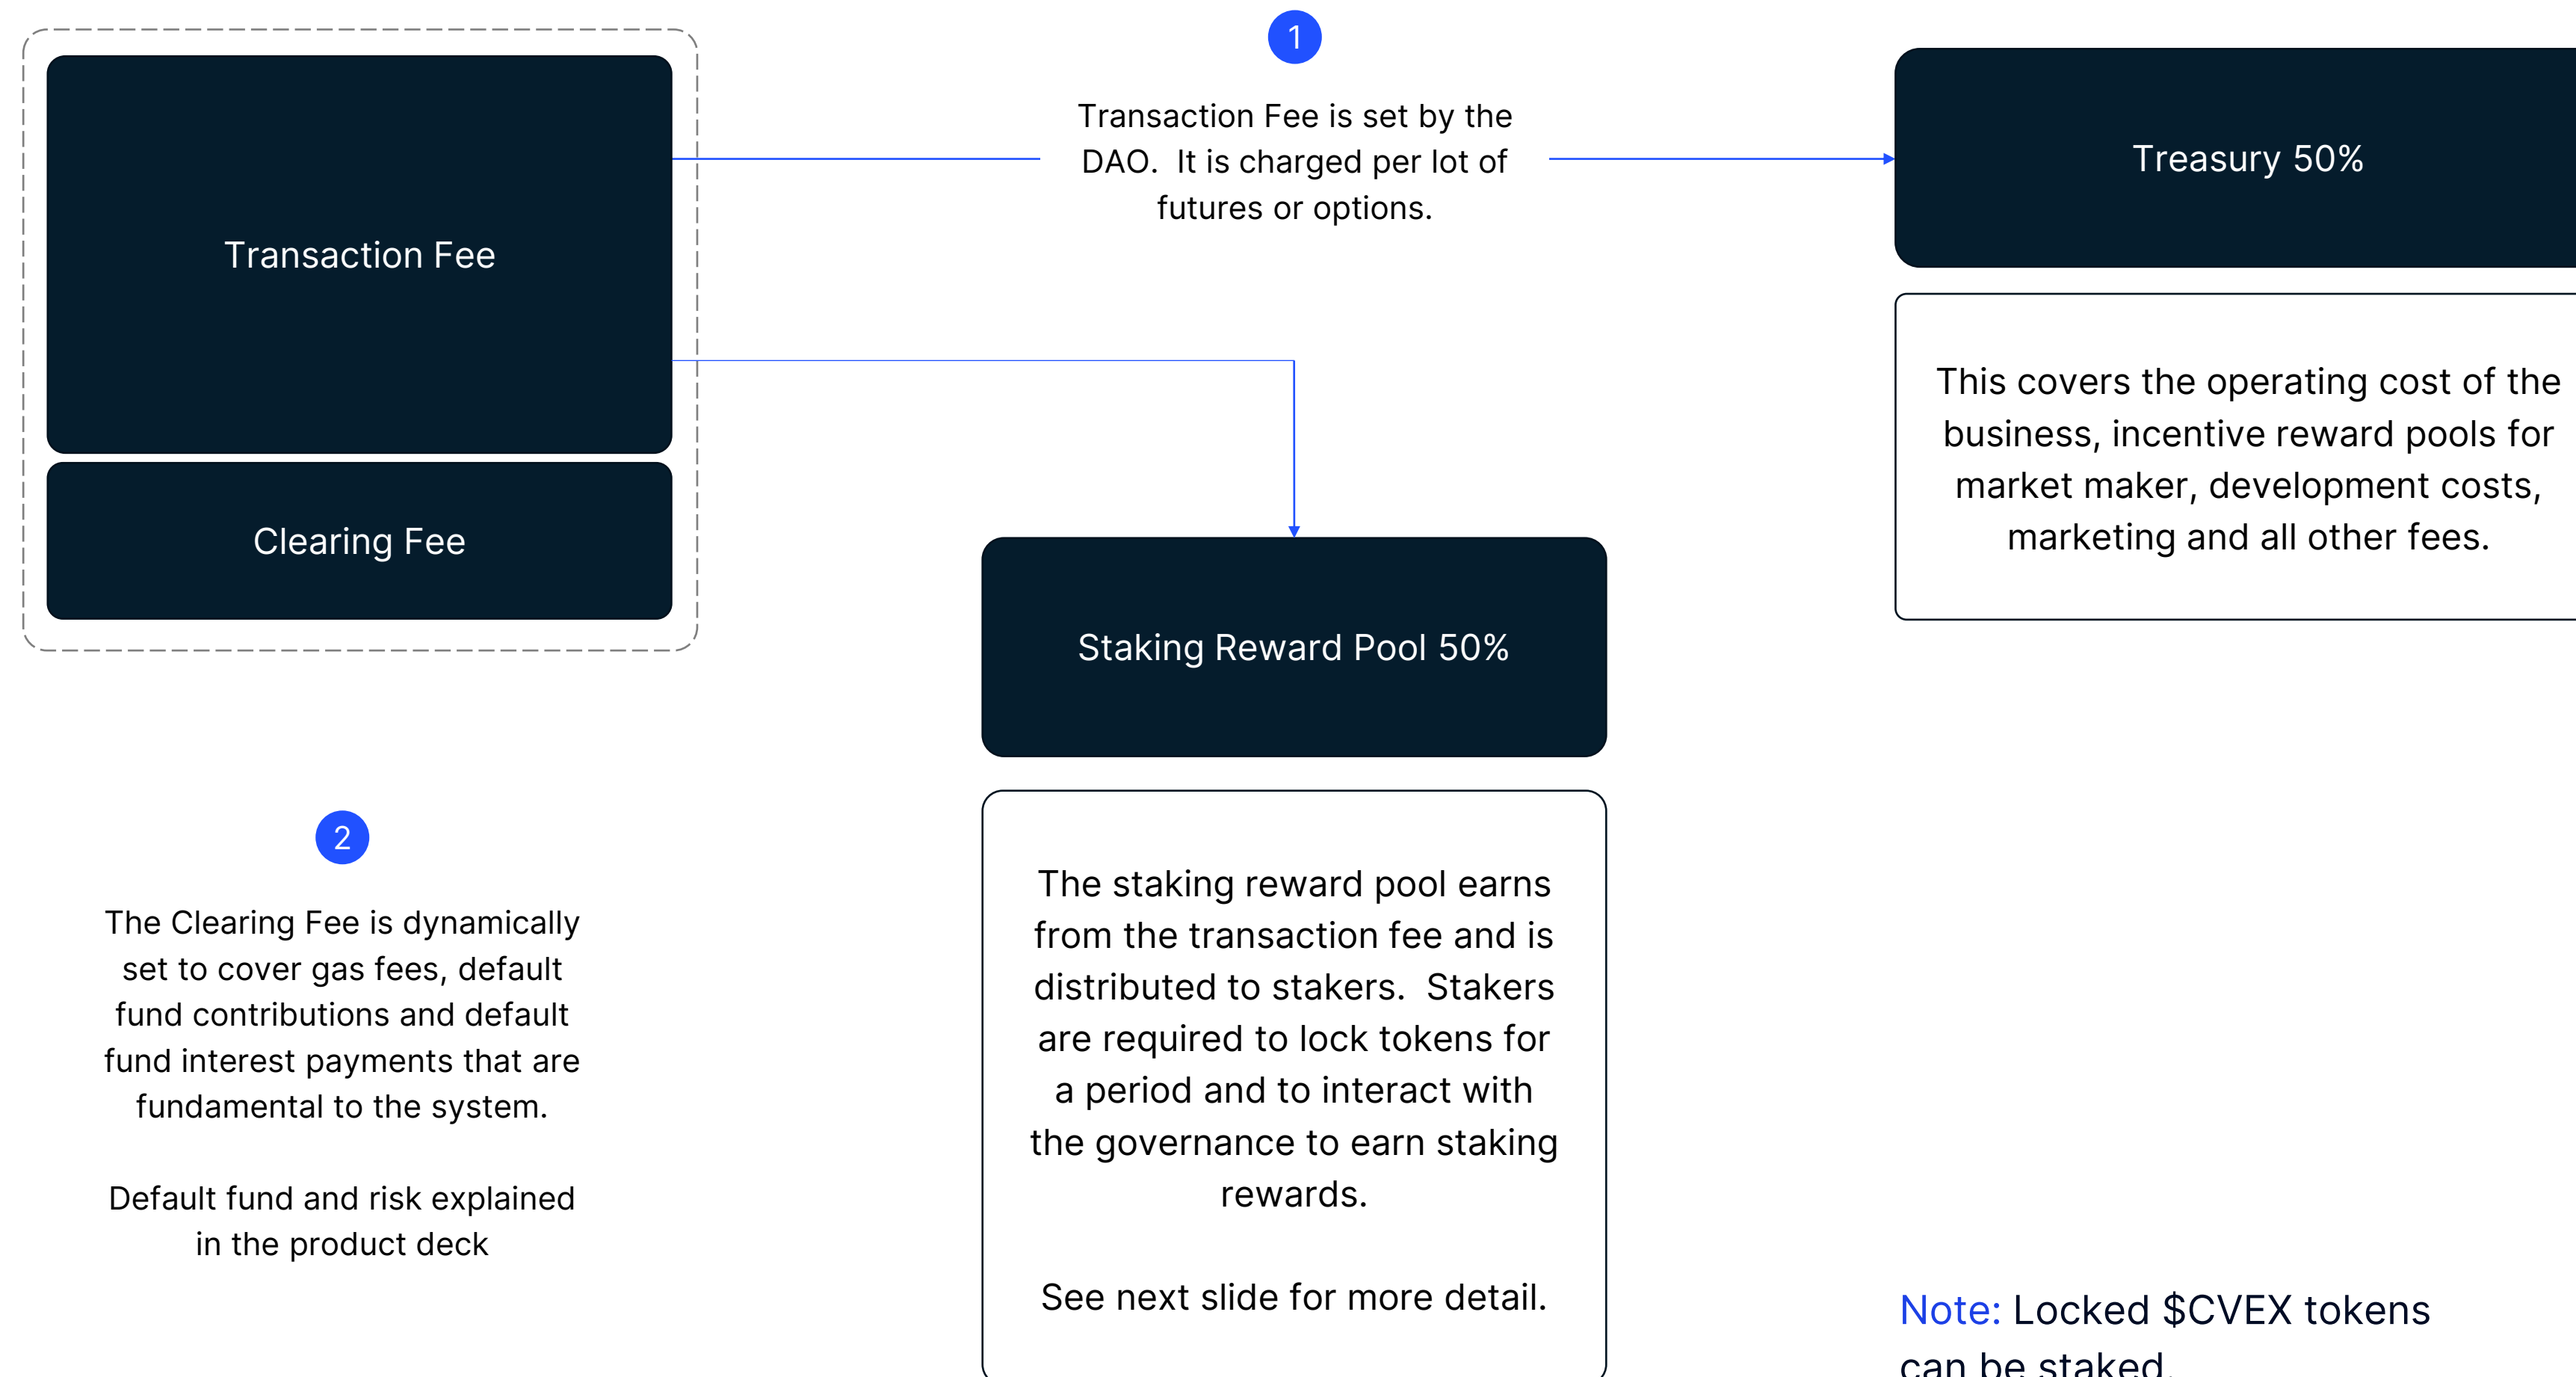 1
Transaction Fee is set by the
DAO.  It is charged per lot of
futures or options.
Treasury 50%
Transaction Fee
This covers the operating cost of the
business, incentive reward pools for
market maker, development costs,
marketing and all other fees.
Clearing Fee
Staking Reward Pool 50%
2
The Clearing Fee is dynamically
set to cover gas fees, default
fund contributions and default
fund interest payments that are
fundamental to the system.
Default fund and risk explained
in the product deck
The staking reward pool earns
from the transaction fee and is
distributed to stakers.  Stakers
are required to lock tokens for
a period and to interact with
the governance to earn staking
rewards.
See next slide for more detail.
Note: Locked $CVEX tokens
can be staked.